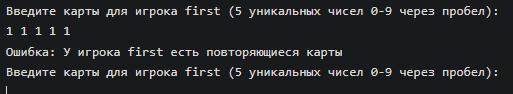 Введите карты для игрока first (5 уникальных чисел 0-9 через пробел):
1 1 1 1 1
Ошибка: У игрока first есть повторяющиеся карты
Введите карты для игрока first (5 уникальных чисел 0-9 через пробел):